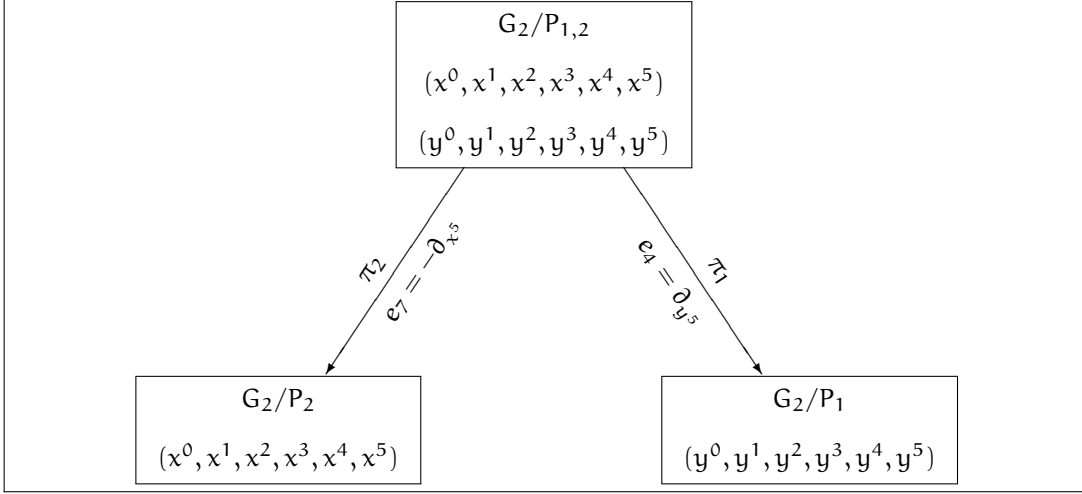 G₂/P₁,₂
(x⁰, x¹, x², x³, x⁴, x⁵)
(y⁰, y¹, y², y³, y⁴, y⁵)
π₂
e₇ = −∂ₓ⁵
π₁
e₄ = ∂_y⁵
G₂/P₂
(x⁰, x¹, x², x³, x⁴, x⁵)
G₂/P₁
(y⁰, y¹, y², y³, y⁴, y⁵)